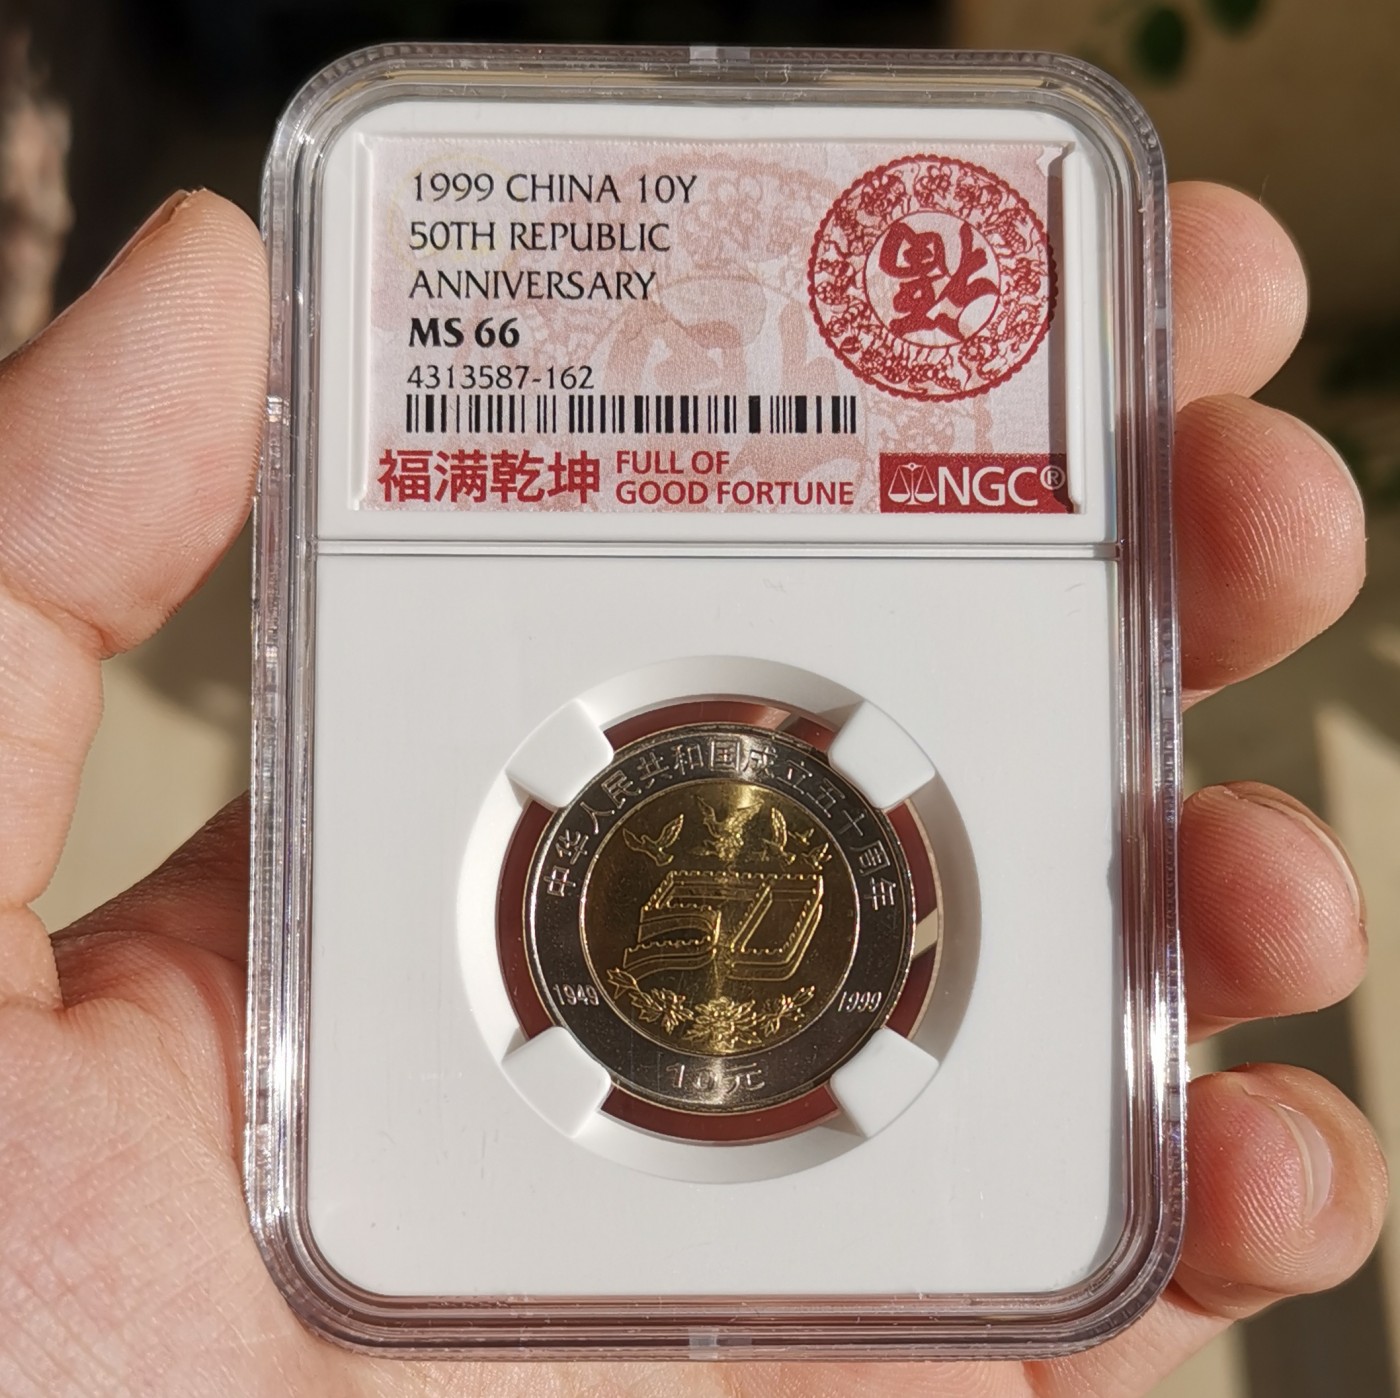 1999 CHINA 10Y
50TH REPUBLIC
ANNIVERSARY
MS 66
4313587-162
福
福满乾坤
FULL OF
GOOD FORTUNE
NGC®
中华人民共和国成立五十周年
50
1949
1999
10元